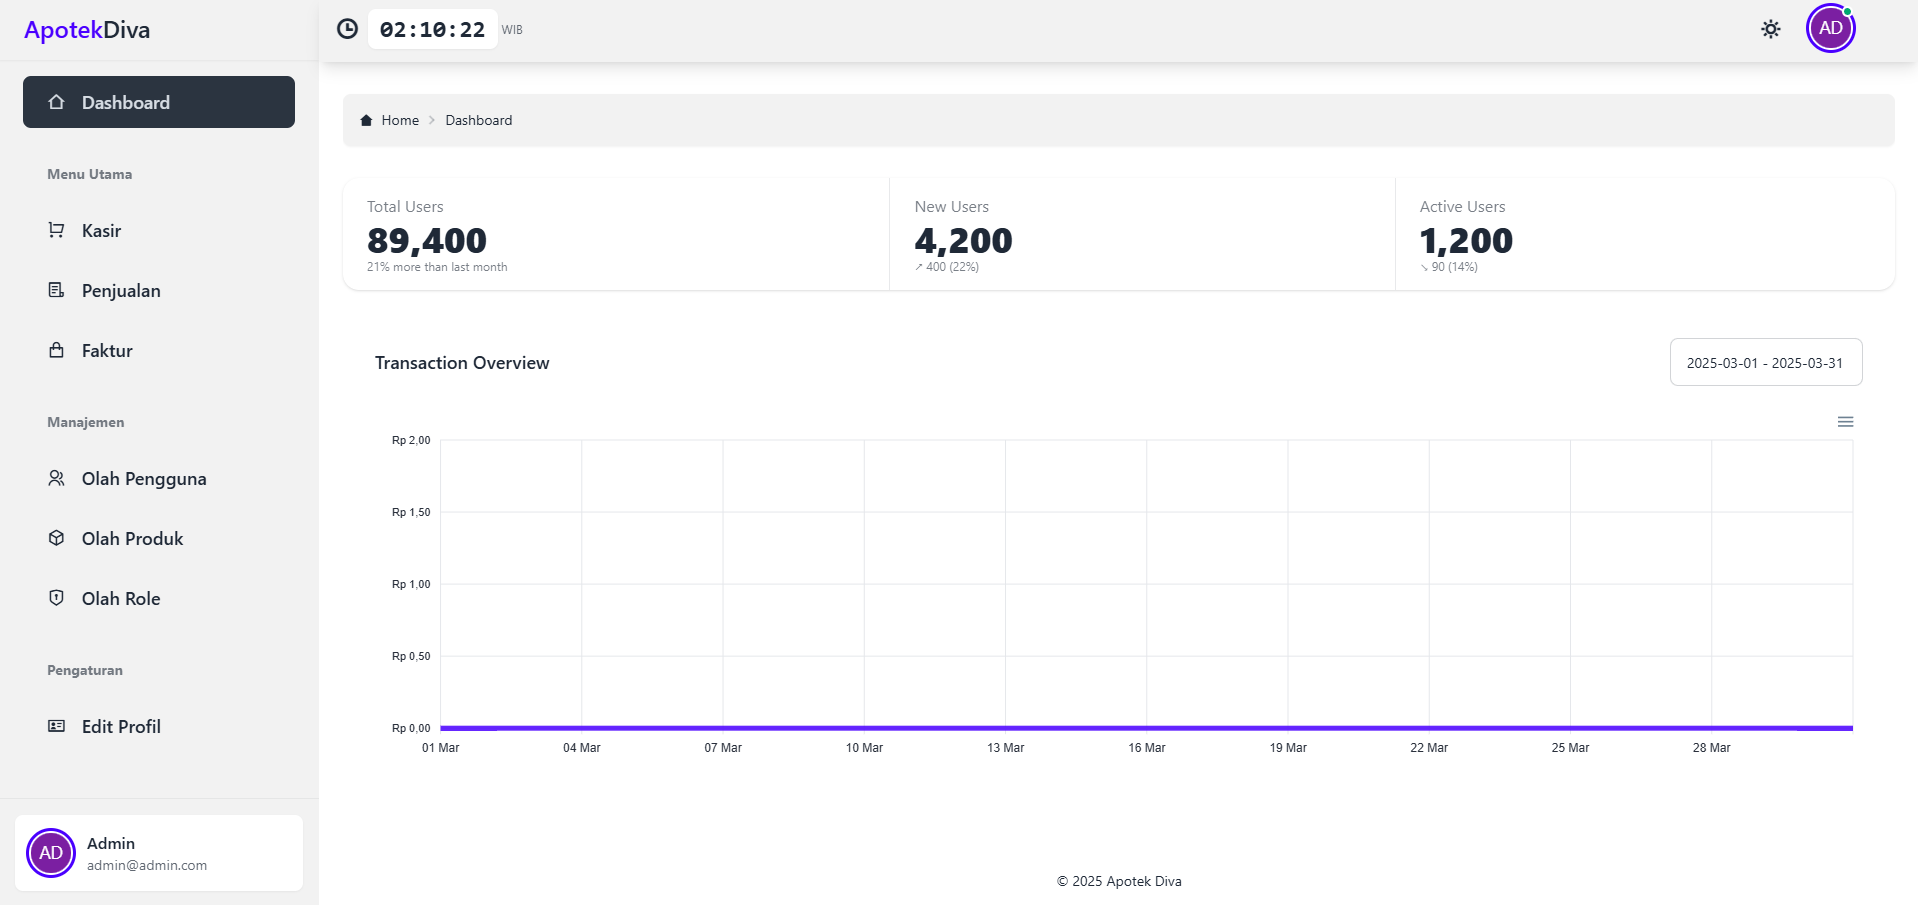 ApotekDiva
02:10:22 WIB
AD
Dashboard
Menu Utama
Kasir
Penjualan
Faktur
Manajemen
Olah Pengguna
Olah Produk
Olah Role
Pengaturan
Edit Profil
AD
Admin
admin@admin.com
Home
Dashboard
Total Users
89,400
21% more than last month
New Users
4,200
↗︎ 400 (22%)
Active Users
1,200
↘︎ 90 (14%)
Transaction Overview
2025-03-01 - 2025-03-31
Rp 2,00
Rp 1,50
Rp 1,00
Rp 0,50
Rp 0,00
01 Mar 04 Mar 07 Mar 10 Mar 13 Mar 16 Mar 19 Mar 22 Mar 25 Mar 28 Mar
© 2025 Apotek Diva